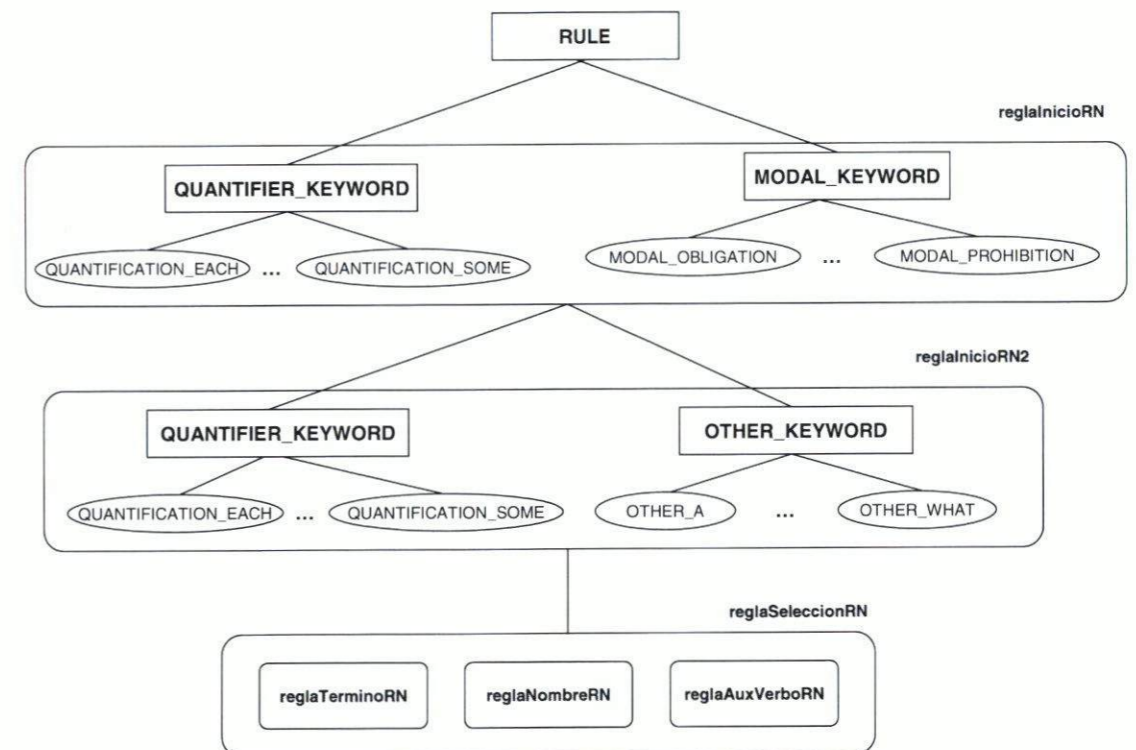 RULE
reglaInicioRN
QUANTIFIER_KEYWORD
MODAL_KEYWORD
QUANTIFICATION_EACH ... QUANTIFICATION_SOME
MODAL_OBLIGATION ... MODAL_PROHIBITION
reglaInicioRN2
QUANTIFIER_KEYWORD
OTHER_KEYWORD
QUANTIFICATION_EACH ... QUANTIFICATION_SOME
OTHER_A ... OTHER_WHAT
reglaSeleccionRN
reglaTerminoRN
reglaNombreRN
reglaAuxVerboRN